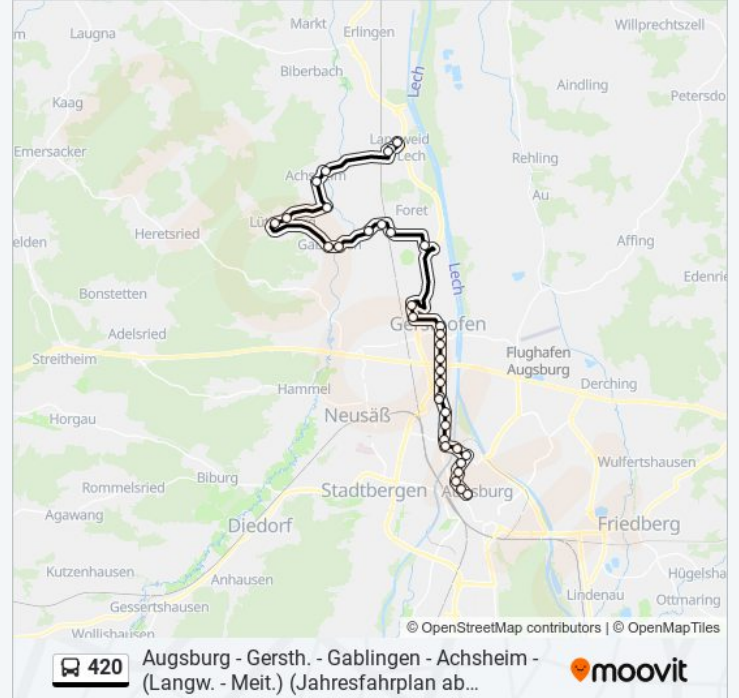 Markt
Willprechtszell
m
Laugna
Erlingen
Biberbach
Lech
Aindling
Kaag
Petersdo
Emersacker
Langweid
Lech
Rehling
Achsheim
Au
Foret
elden
Heretsried
Affing
Lech
Edenrie
Bonstetten
Gersthofen
Adelsried
Streitheim
Flughafen
Augsburg
Derching
Hammel
Neusäß
Horgau
Biburg
Wulfertshausen
Rommelsried
Stadtbergen
Augsburg
Agawang
Diedorf
Friedberg
Kutzenhausen
Anhausen
Hügelsha
Lindenau
Gessertshausen
Ottmaring
Wollishausen
© OpenStreetMap contributors | © OpenMapTiles
420
Augsburg - Gersth. - Gablingen - Achsheim -
(Langw. - Meit.) (Jahresfahrplan ab...
moovit